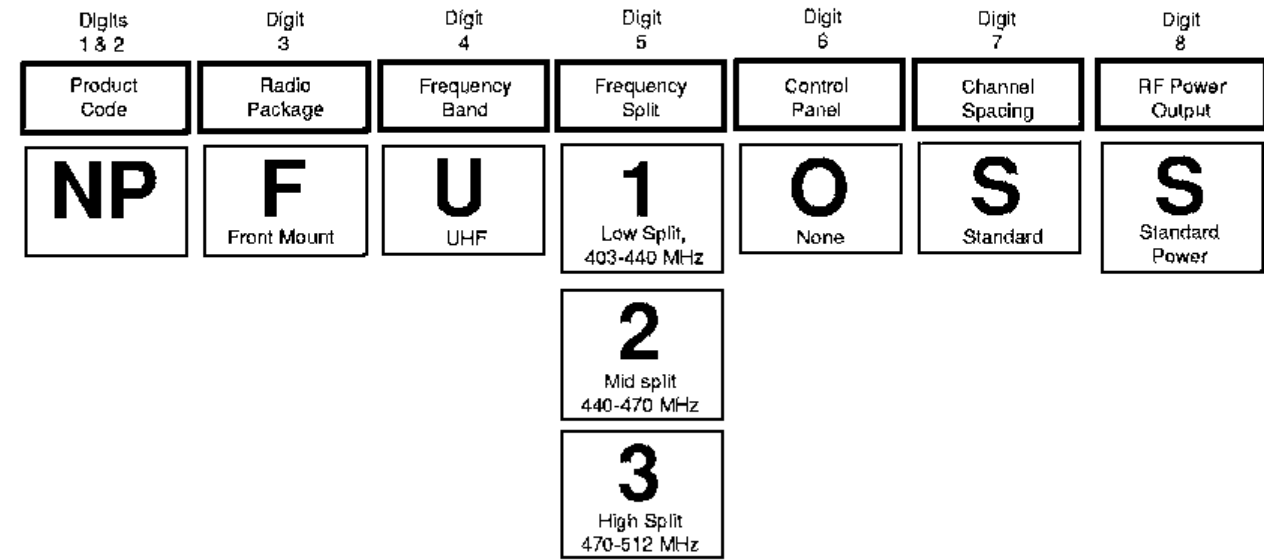 Digits Digit Digit Digit Digit Digit Digit
1 & 2 3 4 5 6 7 8
Product Radio Frequency Frequency Control Channel RF Power
Code Package Band Split Panel Spacing Output
NP F U 1 O S S
Front Mount UHF Low Split, None Standard Standard
403-440 MHz Power
2
Mid split
440-470 MHz
3
High Split
470-512 MHz